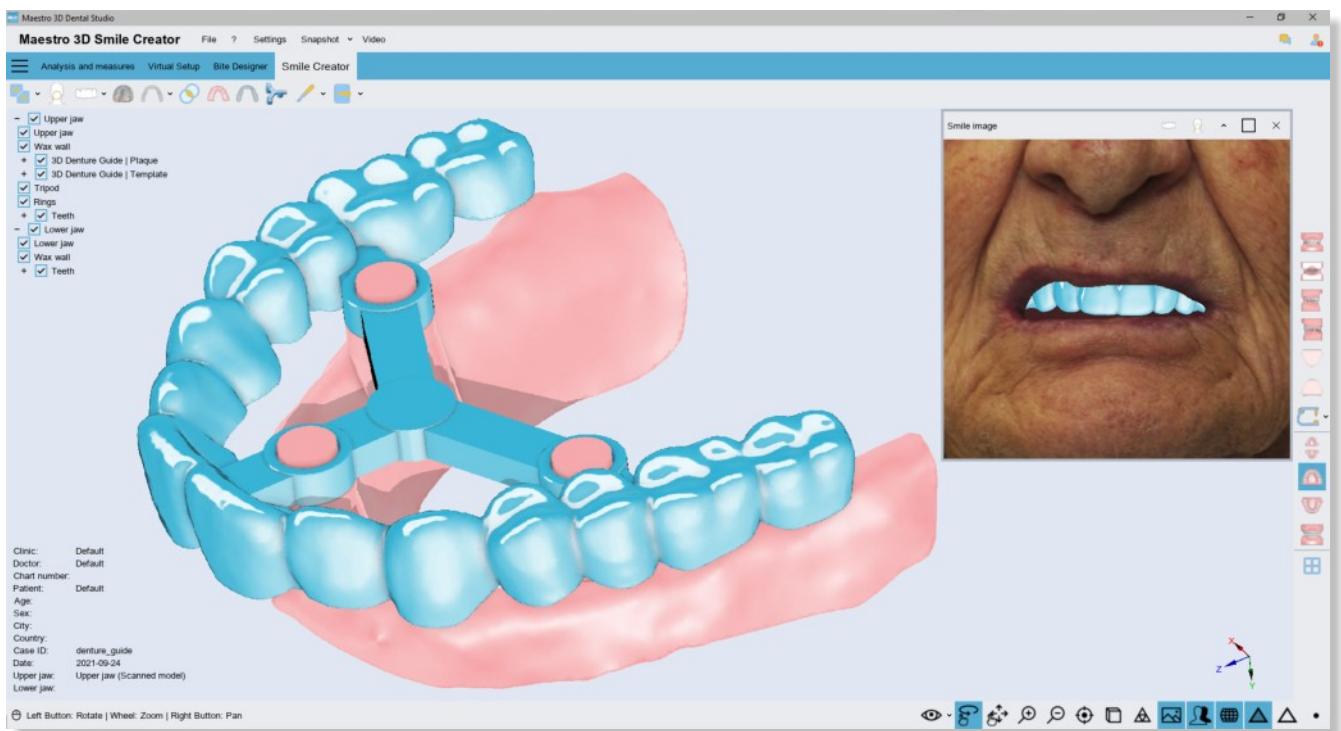 Maestro 3D Dental Studio
Maestro 3D Smile Creator File ? Settings Snapshot Video
Analysis and measures Virtual Setup Bite Designer Smile Creator
Upper jaw
Upper jaw
Wax wall
3D Denture Guide | Plaque
3D Denture Guide | Template
Tripod
Rings
Teeth
Lower jaw
Lower jaw
Wax wall
Teeth
Smile image
Clinic: Default
Doctor: Default
Chart number:
Patient: Default
Age:
Sex:
City:
Country:
Case ID: denture_guide
Date: 2021-09-24
Upper jaw: Upper jaw (Scanned model)
Lower jaw:
X
Z
Y
Left Button: Rotate | Wheel: Zoom | Right Button: Pan